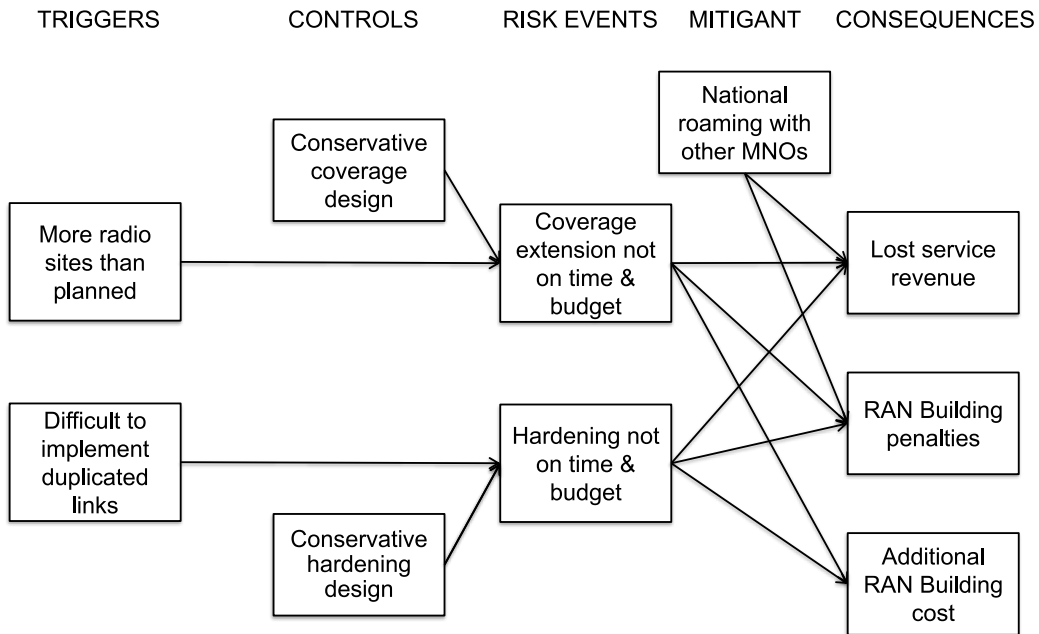 TRIGGERS
CONTROLS
RISK EVENTS
MITIGANT
CONSEQUENCES
National
roaming with
other MNOs
Conservative
coverage
design
More radio
sites than
planned
Coverage
extension not
on time &
budget
Lost service
revenue
Difficult to
implement
duplicated
links
Hardening not
on time &
budget
RAN Building
penalties
Conservative
hardening
design
Additional
RAN Building
cost